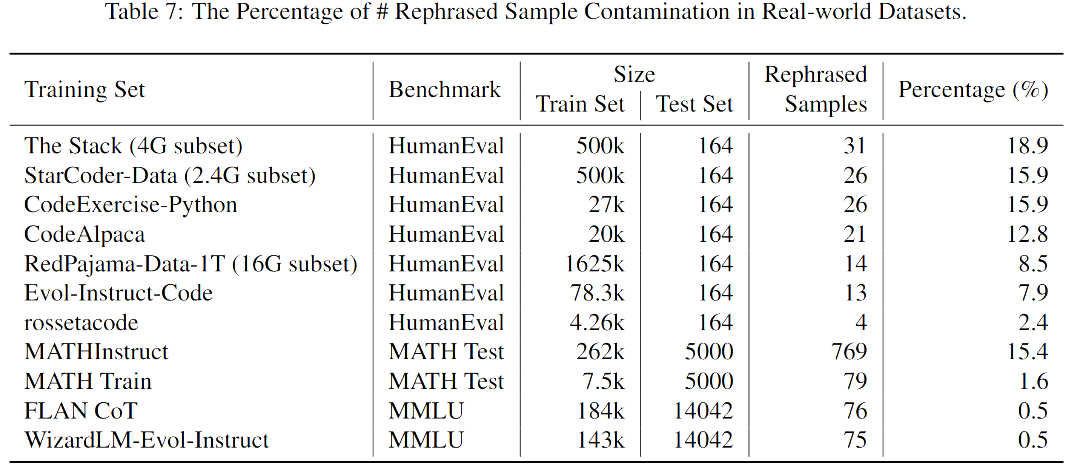 Table 7: The Percentage of # Rephrased Sample Contamination in Real-world Datasets.
Training Set Benchmark Size Rephrased Samples Percentage (%)
Train Set Test Set
The Stack (4G subset) HumanEval 500k 164 31 18.9
StarCoder-Data (2.4G subset) HumanEval 500k 164 26 15.9
CodeExercise-Python HumanEval 27k 164 26 15.9
CodeAlpaca HumanEval 20k 164 21 12.8
RedPajama-Data-1T (16G subset) HumanEval 1625k 164 14 8.5
Evol-Instruct-Code HumanEval 78.3k 164 13 7.9
rossetacode HumanEval 4.26k 164 4 2.4
MATHInstruct MATH Test 262k 5000 769 15.4
MATH Train MATH Test 7.5k 5000 79 1.6
FLAN CoT MMLU 184k 14042 76 0.5
WizardLM-Evol-Instruct MMLU 143k 14042 75 0.5